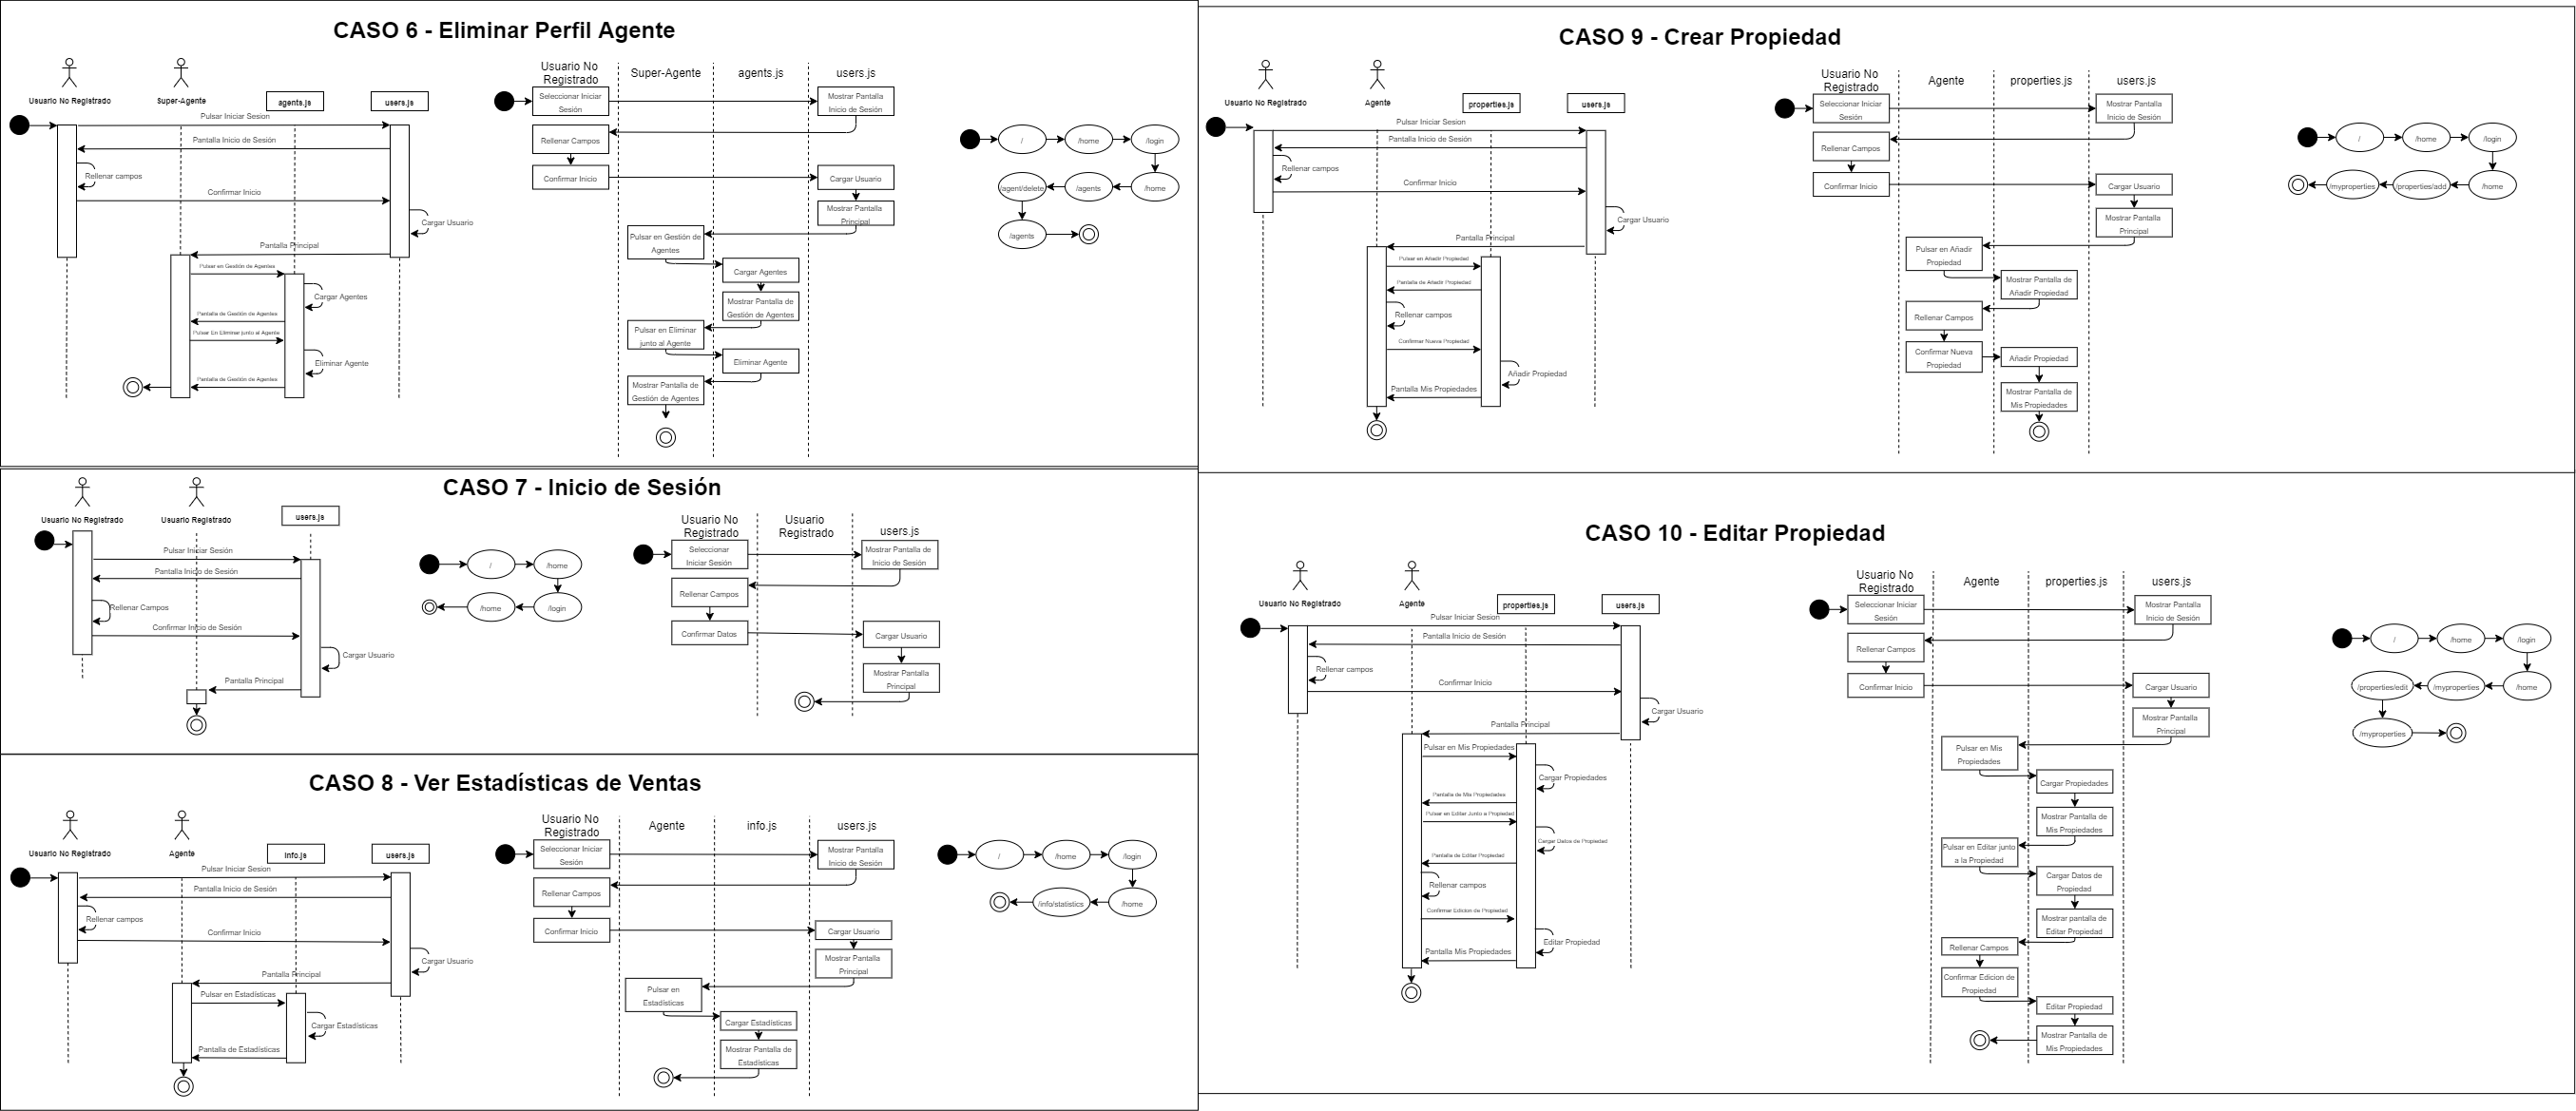 CASO 6 - Eliminar Perfil Agente
Usuario No Registrado
Super-Agente
agents.js
users.js
Pulsar Iniciar Sesion
Pantalla Inicio de Sesión
Rellenar campos
Confirmar Inicio
Cargar Usuario
Pantalla Principal
Pulsar en Gestión de Agentes
Cargar Agentes
Pantalla de Gestión de Agentes
Pulsar En Eliminar junto al Agente
Eliminar Agente
Pantalla de Gestión de Agentes
Usuario No
Registrado
Super-Agente
agents.js
users.js
Seleccionar Iniciar
Sesión
Mostrar Pantalla
Inicio de Sesión
Rellenar Campos
Confirmar Inicio
Cargar Usuario
Mostrar Pantalla
Principal
Pulsar en Gestión de
Agentes
Cargar Agentes
Mostrar Pantalla de
Gestión de Agentes
Pulsar en Eliminar
junto al Agente
Eliminar Agente
Mostrar Pantalla de
Gestión de Agentes
/
/home
/login
/home
/agents
/agent/delete
/agents
CASO 7 - Inicio de Sesión
Usuario No Registrado
Usuario Registrado
users.js
Pulsar Iniciar Sesión
Pantalla Inicio de Sesión
Rellenar Campos
Confirmar Inicio de Sesión
Cargar Usuario
Pantalla Principal
/
/home
/login
/home
Usuario No
Registrado
Usuario
Registrado
users.js
Seleccionar
Iniciar Sesión
Mostrar Pantalla de
Inicio de Sesión
Rellenar Campos
Confirmar Datos
Cargar Usuario
Mostrar Pantalla
Principal
CASO 8 - Ver Estadísticas de Ventas
Usuario No Registrado
Agente
info.js
users.js
Pulsar Iniciar Sesion
Pantalla Inicio de Sesión
Rellenar campos
Confirmar Inicio
Cargar Usuario
Pantalla Principal
Pulsar en Estadísticas
Cargar Estadísticas
Pantalla de Estadísticas
Usuario No
Registrado
Agente
info.js
users.js
Seleccionar Iniciar
Sesión
Mostrar Pantalla
Inicio de Sesión
Rellenar Campos
Confirmar Inicio
Cargar Usuario
Mostrar Pantalla
Principal
Pulsar en
Estadísticas
Cargar Estadísticas
Mostrar Pantalla de
Estadísticas
/
/home
/login
/home
/info/statistics
CASO 9 - Crear Propiedad
Usuario No Registrado
Agente
properties.js
users.js
Pulsar Iniciar Sesion
Pantalla Inicio de Sesión
Rellenar campos
Confirmar Inicio
Cargar Usuario
Pantalla Principal
Pulsar en Añadir Propiedad
Pantalla de Añadir Propiedad
Rellenar campos
Confirmar Nueva Propiedad
Añadir Propiedad
Pantalla Mis Propiedades
Usuario No
Registrado
Agente
properties.js
users.js
Seleccionar Iniciar
Sesión
Mostrar Pantalla
Inicio de Sesión
Rellenar Campos
Confirmar Inicio
Cargar Usuario
Mostrar Pantalla
Principal
Pulsar en Añadir
Propiedad
Mostrar Pantalla de
Añadir Propiedad
Rellenar Campos
Confirmar Nueva
Propiedad
Añadir Propiedad
Mostrar Pantalla de
Mis Propiedades
/
/home
/login
/home
/properties/add
/myproperties
CASO 10 - Editar Propiedad
Usuario No Registrado
Agente
properties.js
users.js
Pulsar Iniciar Sesion
Pantalla Inicio de Sesión
Rellenar campos
Confirmar Inicio
Cargar Usuario
Pantalla Principal
Pulsar en Mis Propiedades
Cargar Propiedades
Pantalla de Mis Propiedades
Pulsar en Editar Junto a Propiedad
Cargar Datos de Propiedad
Pantalla de Editar Propiedad
Rellenar campos
Confirmar Edicion de Propiedad
Editar Propiedad
Pantalla Mis Propiedades
Usuario No
Registrado
Agente
properties.js
users.js
Seleccionar Iniciar
Sesión
Mostrar Pantalla
Inicio de Sesión
Rellenar Campos
Confirmar Inicio
Cargar Usuario
Mostrar Pantalla
Principal
Pulsar en Mis
Propiedades
Cargar Propiedades
Mostrar Pantalla de
Mis Propiedades
Pulsar en Editar junto
a la Propiedad
Cargar Datos de
Propiedad
Mostrar pantalla de
Editar Propiedad
Rellenar Campos
Confirmar Edicion de
Propiedad
Editar Propiedad
Mostrar Pantalla de
Mis Propiedades
/
/home
/login
/home
/myproperties
/properties/edit
/myproperties